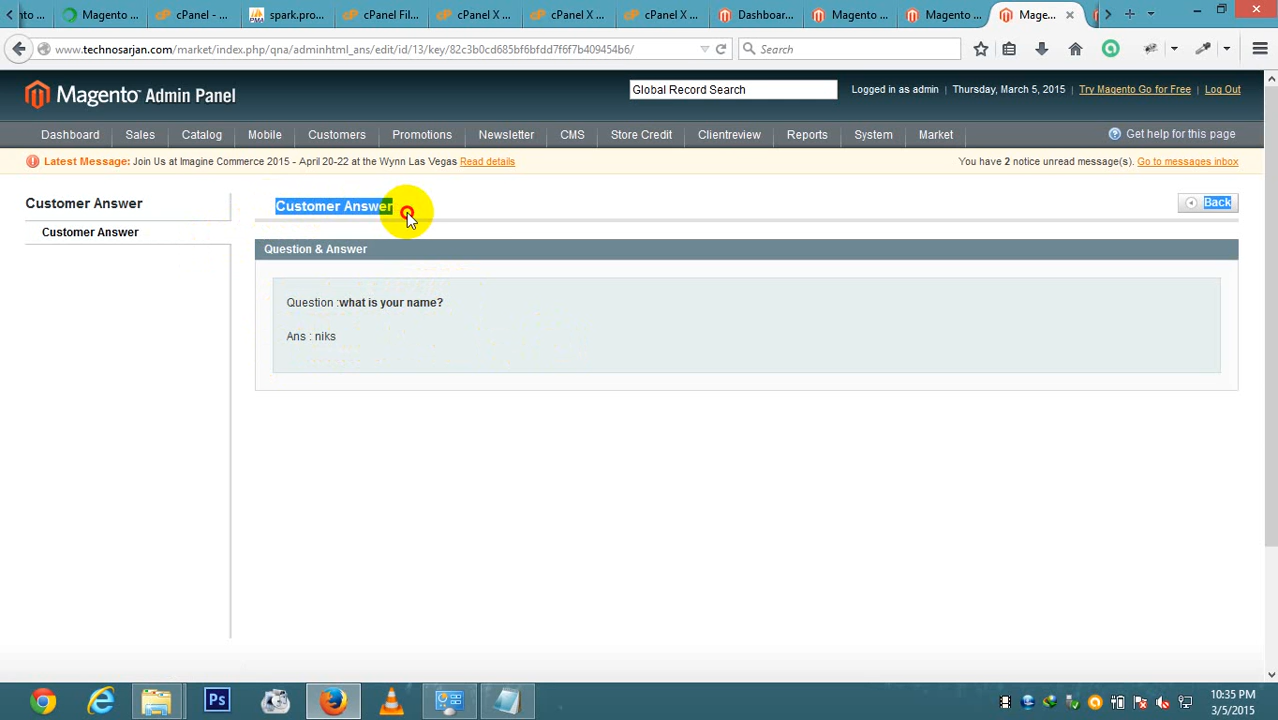 nto ...
Magento ...
cPanel - ...
spark.pro...
cPanel Fil...
cPanel X ...
cPanel X ...
cPanel X ...
Dashboar...
Magento ...
Magento ...
Mage...
www.technosarjan.com/market/index.php/qna/adminhtml_ans/edit/id/13/key/82c3b0cd685bf6bfdd7f6f7b409454b6/
Search
Magento Admin Panel
Global Record Search
Logged in as admin | Thursday, March 5, 2015 | Try Magento Go for Free | Log Out
Dashboard Sales Catalog Mobile Customers Promotions Newsletter CMS Store Credit Clientreview Reports System Market
Get help for this page
Latest Message: Join Us at Imagine Commerce 2015 - April 20-22 at the Wynn Las Vegas Read details
You have 2 notice unread message(s). Go to messages inbox
Customer Answer
Customer Answer
Customer Answer
Back
Question & Answer
Question :what is your name?
Ans : niks
Ps
10:35 PM
3/5/2015